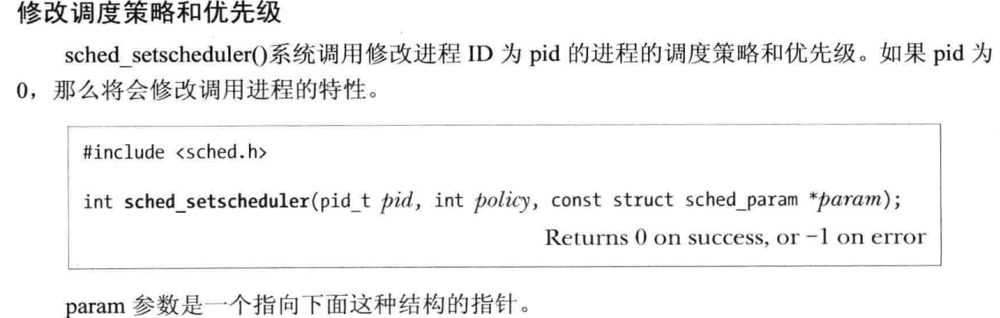 修改调度策略和优先级
sched_setscheduler()系统调用修改进程 ID 为 pid 的进程的调度策略和优先级。如果 pid 为
0，那么将会修改调用进程的特性。
#include <sched.h>
int sched_setscheduler(pid_t pid, int policy, const struct sched_param *param);
Returns 0 on success, or −1 on error
param 参数是一个指向下面这种结构的指针。